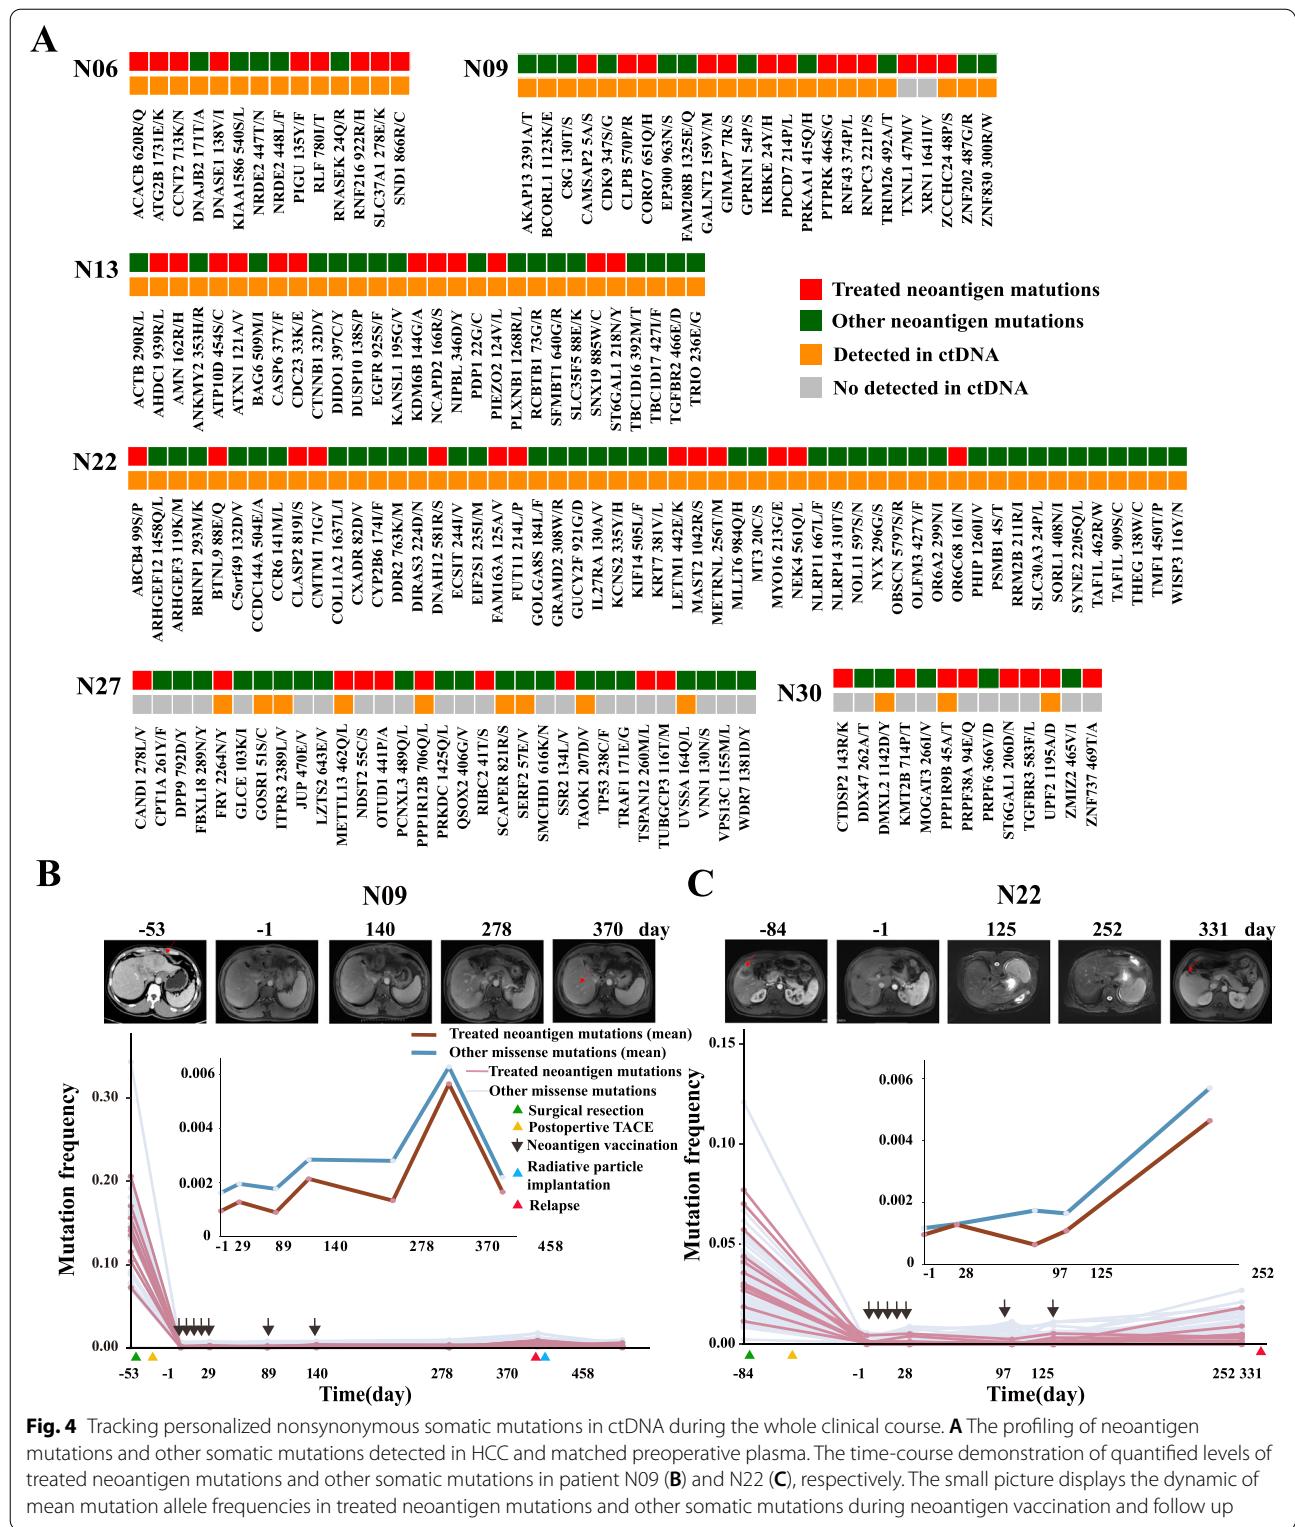 A
N06
ACACB 620R/Q
ATG2B 1731E/K
CCNT2 713K/N
DNAJB2 171T/A
DNASE1 138V/I
KIAA1586 540S/L
NRDE2 447T/N
NRDE2 448L/F
PIGU 135Y/F
RLF 780I/T
RNASEK 24Q/R
RNF216 922R/H
SLC37A1 278E/K
SND1 866R/C
N09
AKAP13 2391A/T
BCORL1 1123K/E
C8G 130T/S
CAMSAP2 5A/S
CDK9 347S/G
CLPB 570P/R
CORO7 651Q/H
EP300 963N/S
FAM208B 1325E/Q
GALNT2 159V/M
GIMAP7 7R/S
GPRIN1 54P/S
IKBKE 24Y/H
PDCD7 214P/L
PRKAA1 415Q/H
PTPRK 464S/G
RNF43 374P/L
RNPC3 221P/S
TRIM26 492A/T
TXNL1 47M/V
XRN1 1641I/V
ZCCHC24 48P/S
ZNF202 487G/R
ZNF830 300R/W
N13
ACTB 290R/L
AHDC1 939R/L
AMN 162R/H
ANKMY2 353H/R
ATP10D 454S/C
ATXN1 121A/V
BAG6 509M/I
CASP6 37Y/F
CDC23 33K/E
CTNNB1 32D/Y
DIDO1 397C/Y
DUSP10 138S/P
EGFR 925S/F
KANSL1 195G/V
KDM6B 144G/A
NCAPD2 166R/S
NIPBL 346D/Y
PDP1 22G/C
PIEZO2 124V/L
PLXNB1 1268R/L
RCBTB1 73G/R
SFMBT1 640G/R
SLC35F5 88E/K
SNX19 885W/C
ST6GAL1 218N/Y
TBC1D16 392M/T
TBC1D17 427I/F
TGFBR2 466E/D
TRIO 236E/G
Treated neoantigen matutions
Other neoantigen mutations
Detected in ctDNA
No detected in ctDNA
N22
ABCB4 99S/P
ARHGEF12 1458Q/L
ARHGEF3 119K/M
BRINP1 293M/K
BTNL9 88E/Q
C5orf49 132D/V
CCDC144A 504E/A
CCR6 141M/L
CLASP2 819I/S
CMTM1 71G/V
COL11A2 1637L/I
CXADR 82D/V
CYP2B6 174I/F
DDR2 763K/M
DIRAS3 224D/N
DNAH12 581R/S
ECSIT 244I/V
EIF2S1 235I/M
FAM163A 125A/V
FUT11 214L/P
GOLGA8S 184L/F
GRAMD2 308W/R
GUCY2F 921G/D
IL27RA 130A/V
KCNS2 335Y/H
KIF14 505L/F
KRT7 381V/L
LETM1 442E/K
MAST2 1042R/S
METRNL 256T/M
MLLT6 984Q/H
MT3 20C/S
MYO16 213G/E
NEK4 561Q/L
NLRP11 667L/F
NLRP14 310T/S
NOL11 597S/N
NYX 296G/S
OBSCN 5797S/R
OLFM3 427Y/F
OR6A2 299N/I
OR6C68 16I/N
PHIP 1260I/V
PSMB1 4S/T
RRM2B 211R/I
SLC30A3 24P/L
SORL1 408N/I
SYNE2 2205Q/L
TAF1L 462R/W
TAF1L 909S/C
THEG 138W/C
TMF1 450T/P
WISP3 116Y/N
N27
CAND1 278L/V
CPT1A 261Y/F
DPP9 792D/Y
FBXL18 289N/Y
FRY 2264N/Y
GLCE 103K/I
GOSR1 51S/C
ITPR3 2389L/V
JUP 470E/V
LZTS2 643E/V
METTL13 462Q/L
NDST2 55C/S
OTUD1 441P/A
PCNXL3 489Q/L
PPP1R12B 706Q/L
PRKDC 1425Q/L
QSOX2 406G/V
RIBC2 41T/S
SCAPER 821R/S
SERF2 57E/V
SMCHD1 616K/N
SSR2 134L/V
TAOK1 207D/V
TP53 238C/F
TRAF1 171E/G
TSPAN12 260M/L
TUBGCP3 116T/M
UVSSA 164Q/L
VNN1 130N/S
VPS13C 1155M/L
WDR7 1381D/Y
N30
CTDSP2 143R/K
DDX47 262A/T
DMXL2 1142D/Y
KMT2B 714P/T
MOGAT3 266I/V
PPP1R9B 45A/T
PRPF38A 94E/Q
PRPF6 366V/D
ST6GAL1 206D/N
TGFBR3 583F/L
UPF2 1195A/D
ZMIZ2 465V/I
ZNF737 469T/A
B
N09
-53 -1 140 278 370 day
Treated neoantigen mutations (mean)
Other missense mutations (mean)
Treated neoantigen mutations
Other missense mutations
Surgical resection
Postopertive TACE
Neoantigen vaccination
Radiative particle
implantation
Relapse
Mutation frequency
0.30
0.20
0.10
0.00
0.006
0.004
0.002
0
-1 29 89 140 278 370 458
-53 -1 29 89 140 278 370 458
Time(day)
C
N22
-84 -1 125 252 331 day
Mutation frequency
0.15
0.10
0.05
0.00
0.006
0.004
0.002
0
-1 28 97 125 252
-84 -1 28 97 125 252 331
Time(day)
Fig. 4 Tracking personalized nonsynonymous somatic mutations in ctDNA during the whole clinical course. A The profiling of neoantigen
mutations and other somatic mutations detected in HCC and matched preoperative plasma. The time-course demonstration of quantified levels of
treated neoantigen mutations and other somatic mutations in patient N09 (B) and N22 (C), respectively. The small picture displays the dynamic of
mean mutation allele frequencies in treated neoantigen mutations and other somatic mutations during neoantigen vaccination and follow up